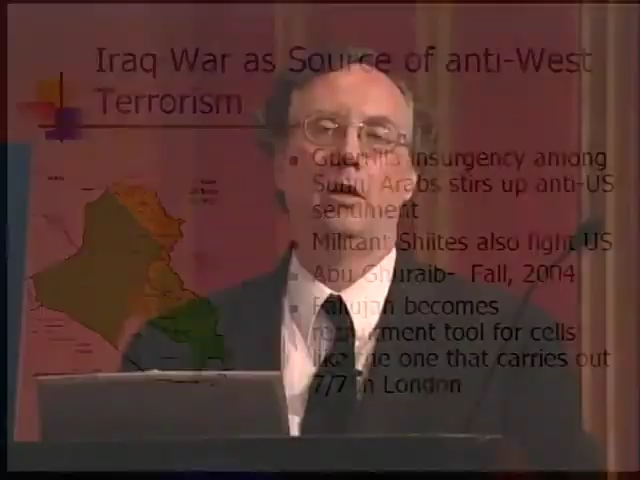 Iraq War as Source of anti-West
Terrorism
Guerrilla insurgency among
Sunni Arabs stirs up anti-US
sentiment
Militant Shiites also fight US
Abu Ghuraib- Fall, 2004
Fallujah becomes
recruitment tool for cells
like the one that carries out
7/7 in London